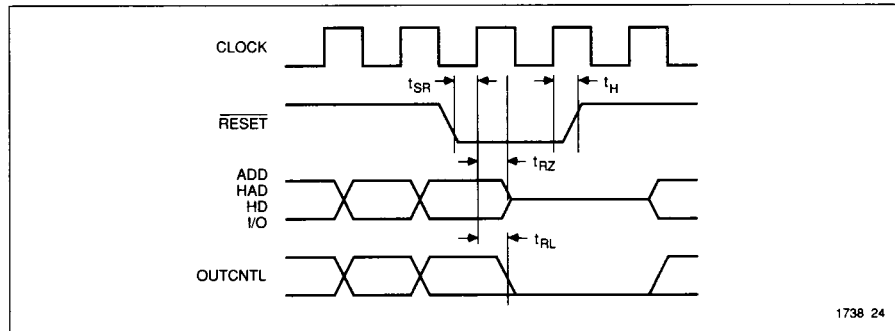 CLOCK
tSR
tH
RESET
tRZ
ADD
HAD
HD
I/O
tRL
OUTCNTL
1738 24